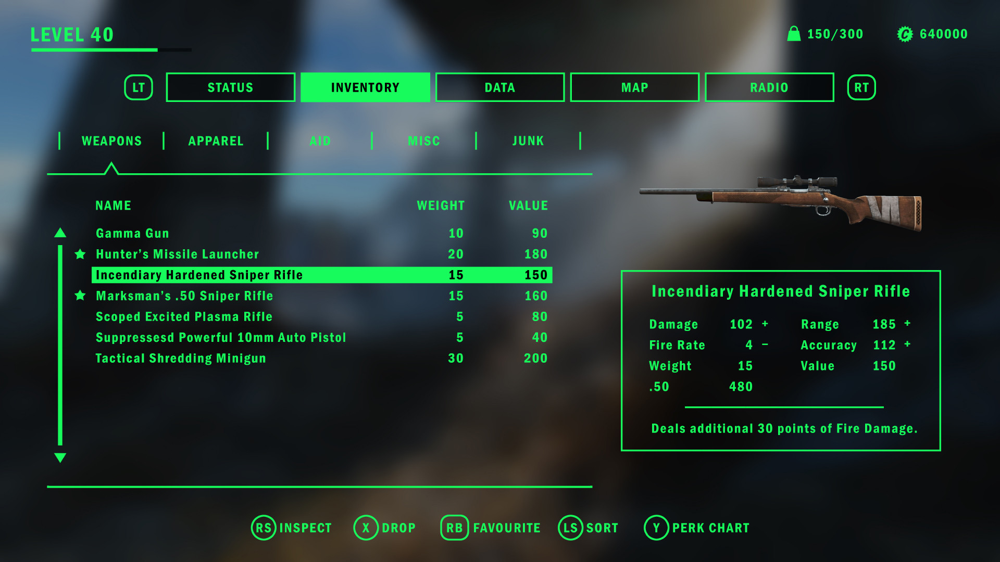 LEVEL 40
150/300 640000
LT STATUS INVENTORY DATA MAP RADIO RT
WEAPONS APPAREL AID MISC JUNK
NAME WEIGHT VALUE
Gamma Gun 10 90
Hunter’s Missile Launcher 20 180
Incendiary Hardened Sniper Rifle 15 150
Marksman’s .50 Sniper Rifle 15 160
Scoped Excited Plasma Rifle 5 80
Suppressesd Powerful 10mm Auto Pistol 5 40
Tactical Shredding Minigun 30 200
Incendiary Hardened Sniper Rifle
Damage 102 + Range 185 +
Fire Rate 4 − Accuracy 112 +
Weight 15 Value 150
.50 480
Deals additional 30 points of Fire Damage.
RS INSPECT X DROP RB FAVOURITE LS SORT Y PERK CHART